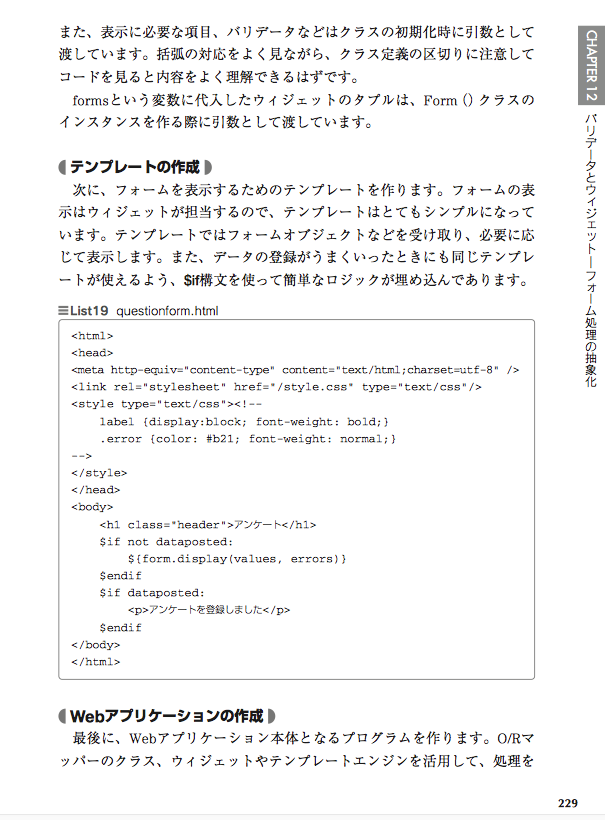 また、表示に必要な項目、バリデータなどはクラスの初期化時に引数として
渡しています。括弧の対応をよく見ながら、クラス定義の区切りに注意して
コードを見ると内容をよく理解できるはずです。
formsという変数に代入したウィジェットのタプルは、Form () クラスの
インスタンスを作る際に引数として渡しています。
テンプレートの作成
次に、フォームを表示するためのテンプレートを作ります。フォームの表
示はウィジェットが担当するので、テンプレートはとてもシンプルになって
います。テンプレートではフォームオブジェクトなどを受け取り、必要に応
じて表示します。また、データの登録がうまくいったときにも同じテンプレ
ートが使えるよう、$if構文を使って簡単なロジックが埋め込んであります。
List19 questionform.html
<html>
<head>
<meta http-equiv="content-type" content="text/html;charset=utf-8" />
<link rel="stylesheet" href="/style.css" type="text/css"/>
<style type="text/css"><!--
label {display:block; font-weight: bold;}
.error {color: #b21; font-weight: normal;}
-->
</style>
</head>
<body>
<h1 class="header">アンケート</h1>
$if not dataposted:
${form.display(values, errors)}
$endif
$if dataposted:
<p>アンケートを登録しました</p>
$endif
</body>
</html>
Webアプリケーションの作成
最後に、Webアプリケーション本体となるプログラムを作ります。O/Rマ
ッパーのクラス、ウィジェットやテンプレートエンジンを活用して、処理を
CHAPTER 12 バリデータとウィジェット―フォーム処理の抽象化
229